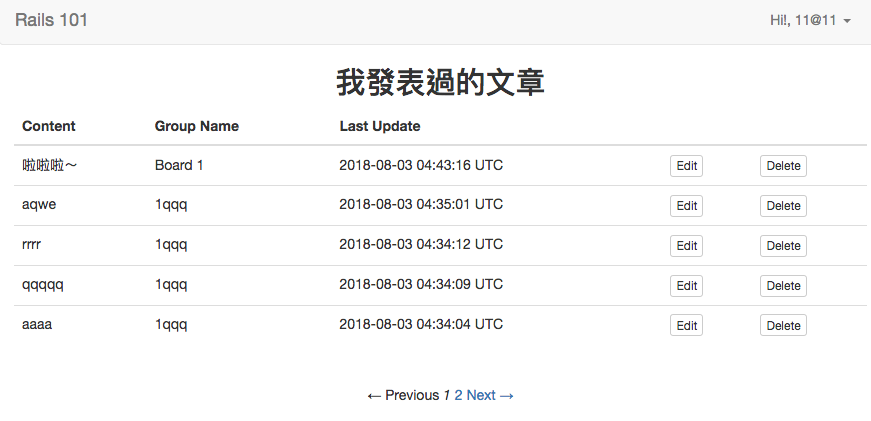 Rails 101 Hi!, 11@11
我發表過的文章
Content Group Name Last Update
啦啦啦～ Board 1 2018-08-03 04:43:16 UTC Edit Delete
aqwe 1qqq 2018-08-03 04:35:01 UTC Edit Delete
rrrr 1qqq 2018-08-03 04:34:12 UTC Edit Delete
qqqqq 1qqq 2018-08-03 04:34:09 UTC Edit Delete
aaaa 1qqq 2018-08-03 04:34:04 UTC Edit Delete
← Previous 1 2 Next →